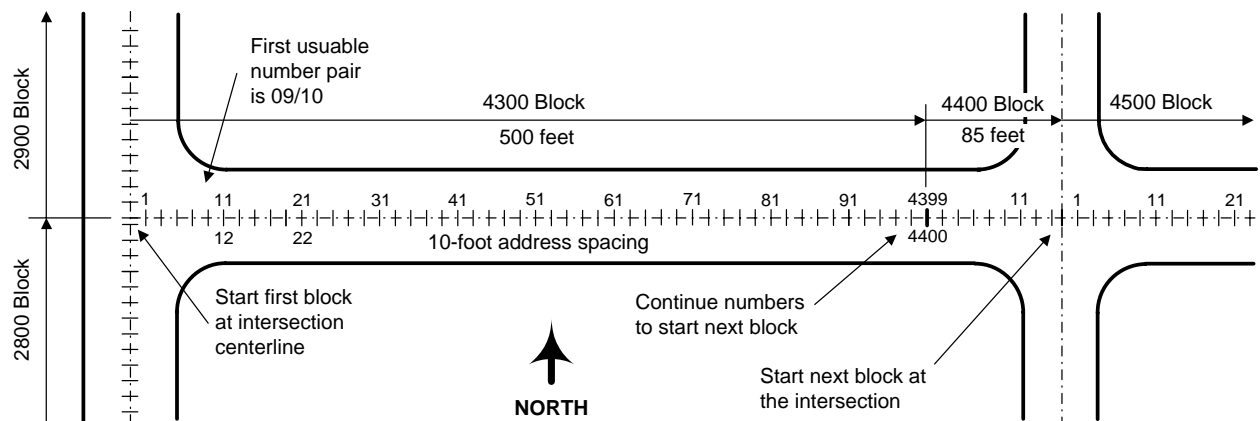 2900 Block
2800 Block
First usuable
number pair
is 09/10
4300 Block
500 feet
4400 Block
85 feet
4500 Block
1 11 21 31 41 51 61 71 81 91 4399 11 1 11 21
12 22 10-foot address spacing 4400
Start first block
at intersection
centerline
Continue numbers
to start next block
Start next block at
the intersection
NORTH